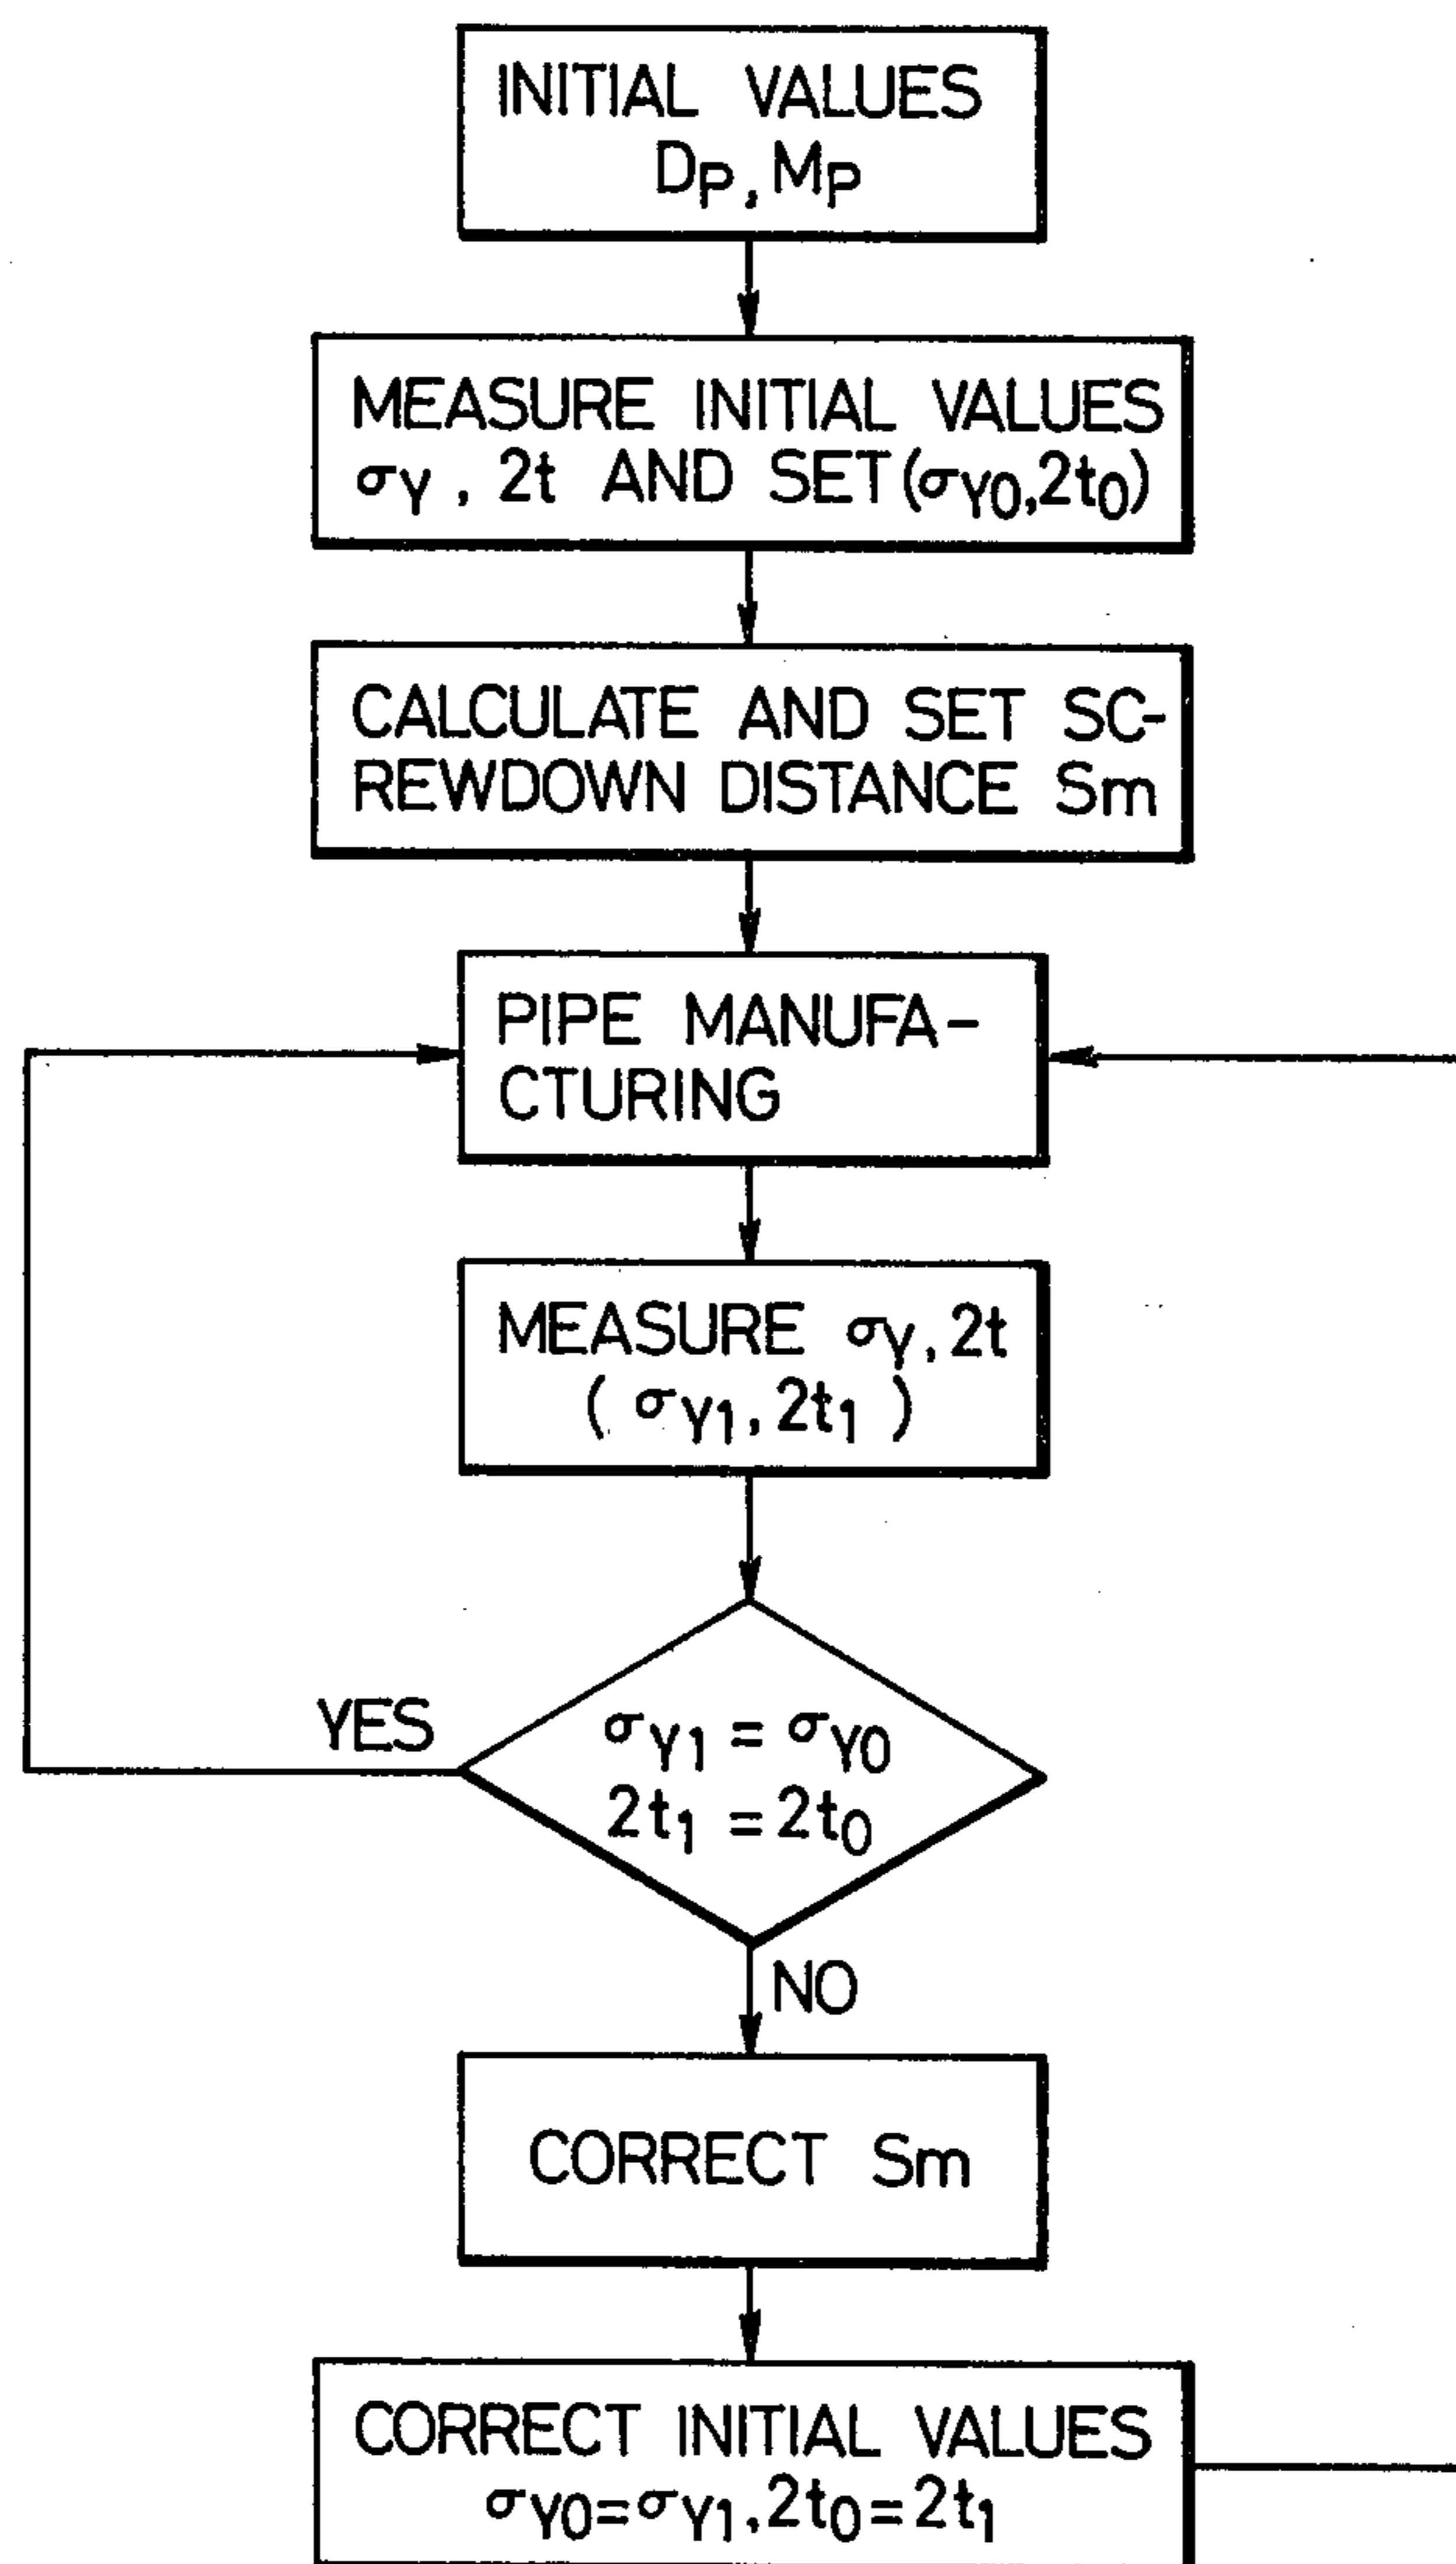 INITIAL VALUES
DP, MP
MEASURE INITIAL VALUES
σY, 2t AND SET (σY0, 2t0)
CALCULATE AND SET SC-
REWDOWN DISTANCE Sm
PIPE MANUFA-
CTURING
MEASURE σY, 2t
(σY1, 2t1)
YES
σY1 = σY0
2t1 = 2t0
NO
CORRECT Sm
CORRECT INITIAL VALUES
σY0=σY1, 2t0=2t1